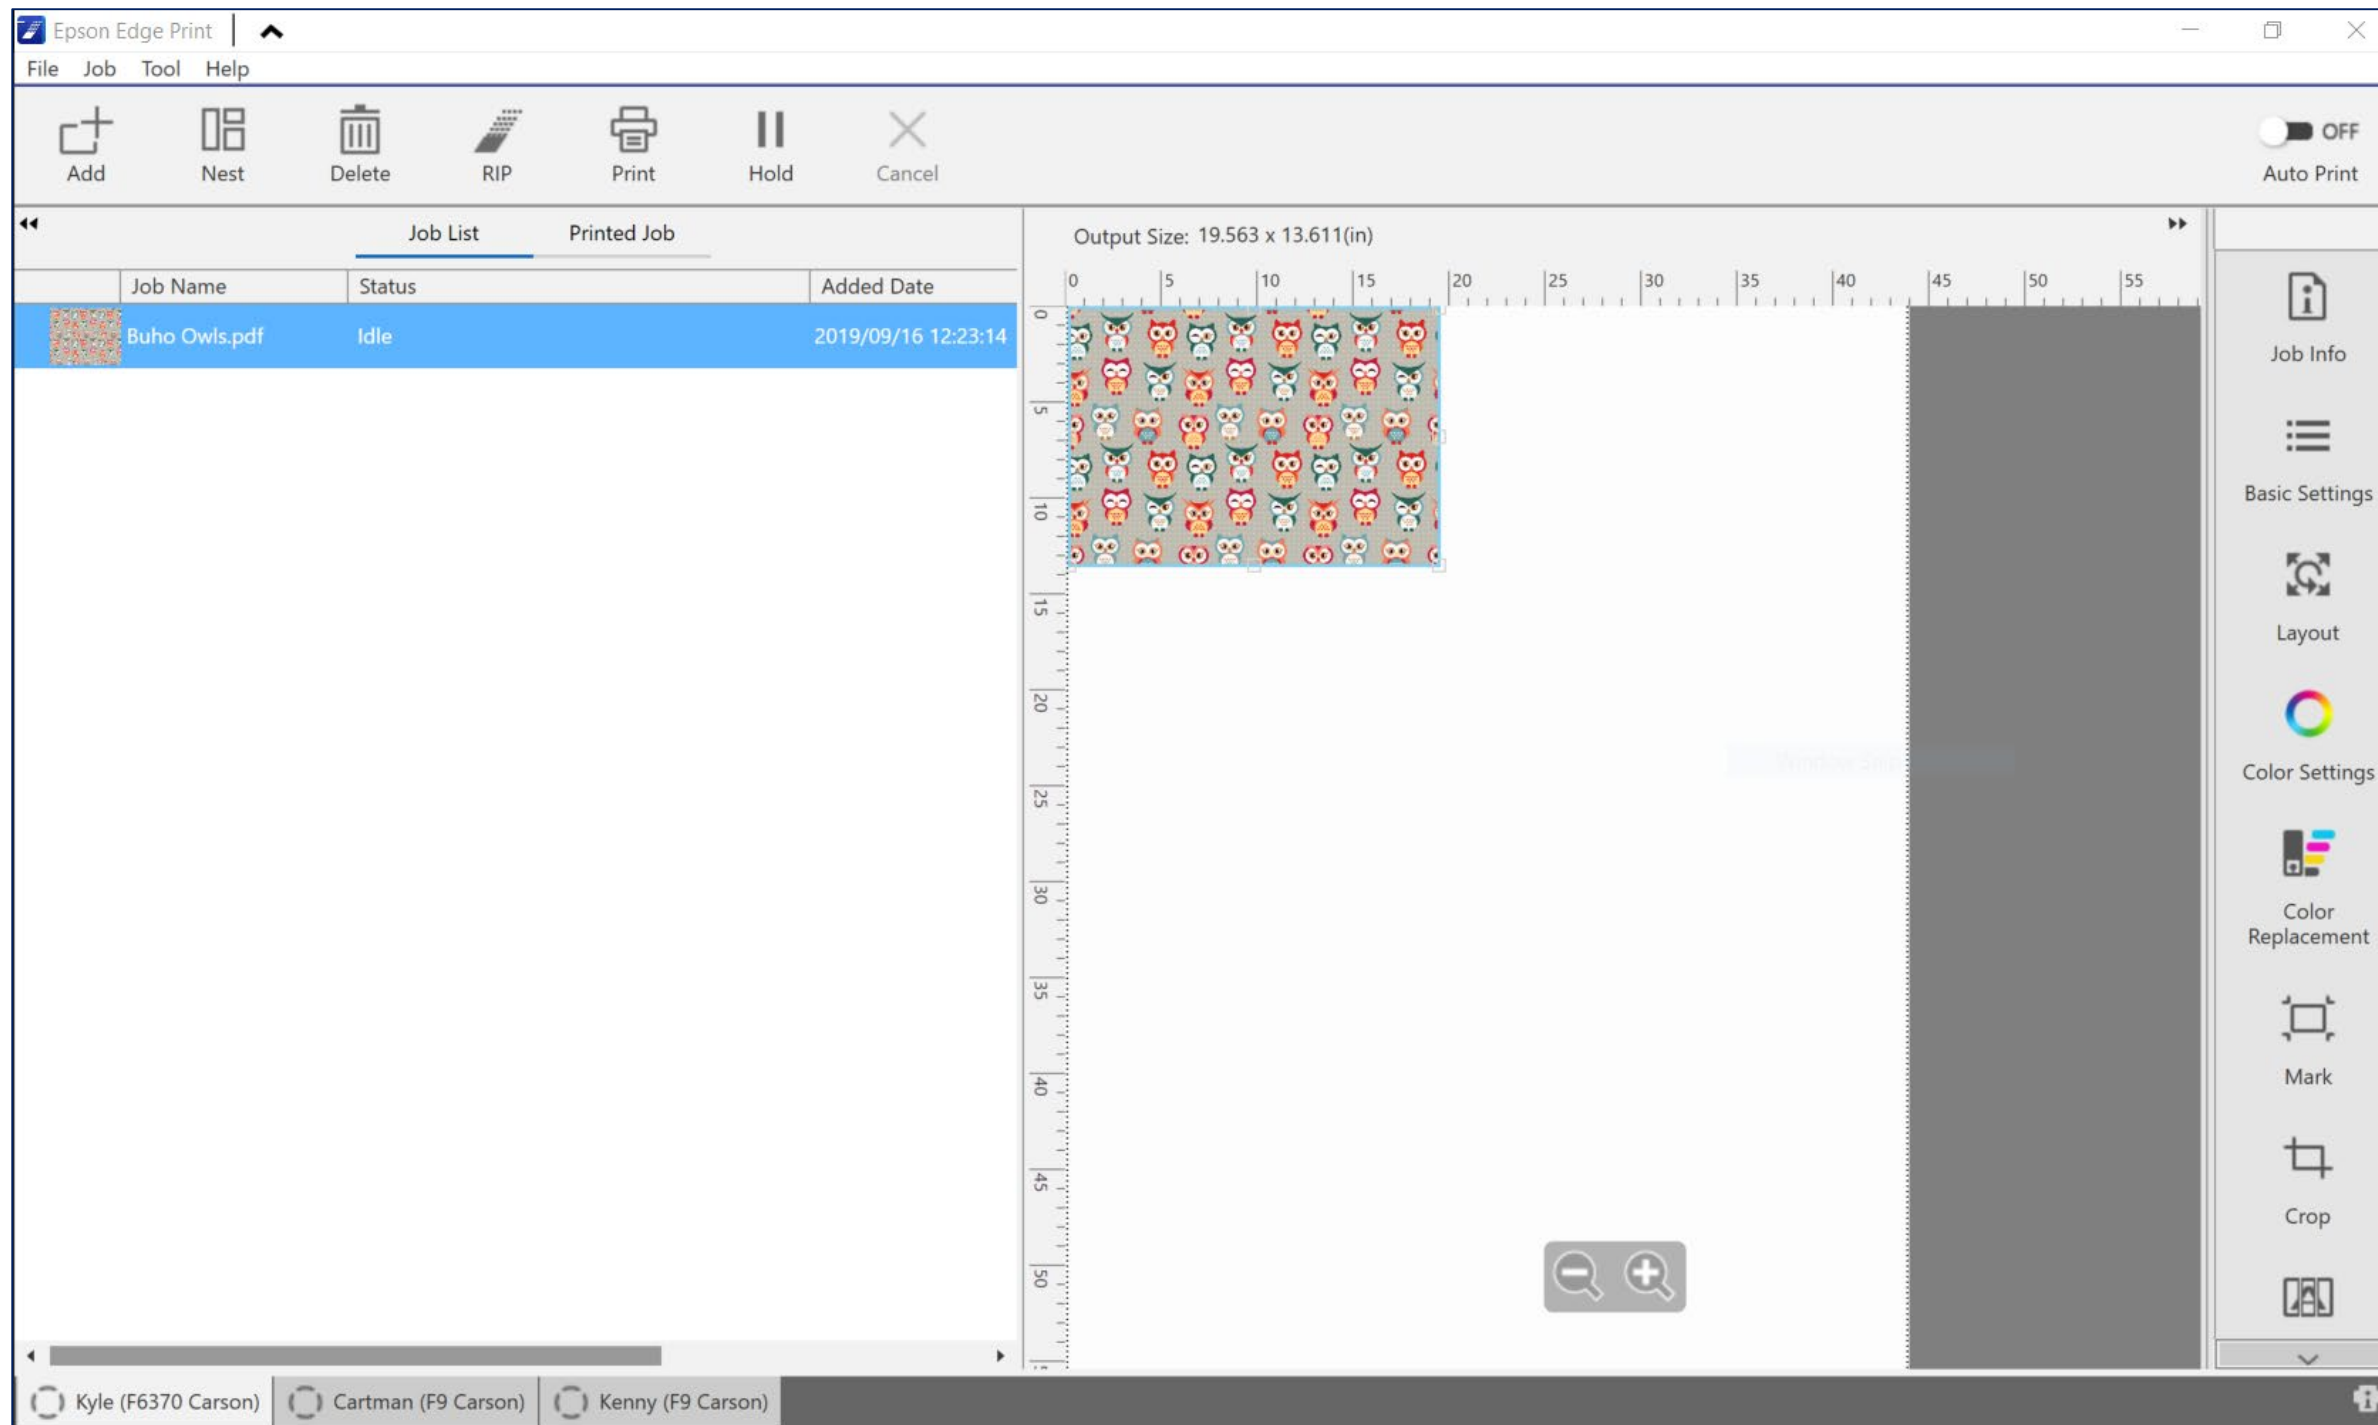 Epson Edge Print
File Job Tool Help
Add Nest Delete RIP Print Hold Cancel
OFF
Auto Print
Job List Printed Job
Job Name Status Added Date
Buho Owls.pdf Idle 2019/09/16 12:23:14
Output Size: 19.563 x 13.611(in)
0 5 10 15 20 25 30 35 40 45 50 55
0
5
10
15
20
25
30
35
40
45
50
Job Info
Basic Settings
Layout
Color Settings
Color
Replacement
Mark
Crop
Kyle (F6370 Carson) Cartman (F9 Carson) Kenny (F9 Carson)